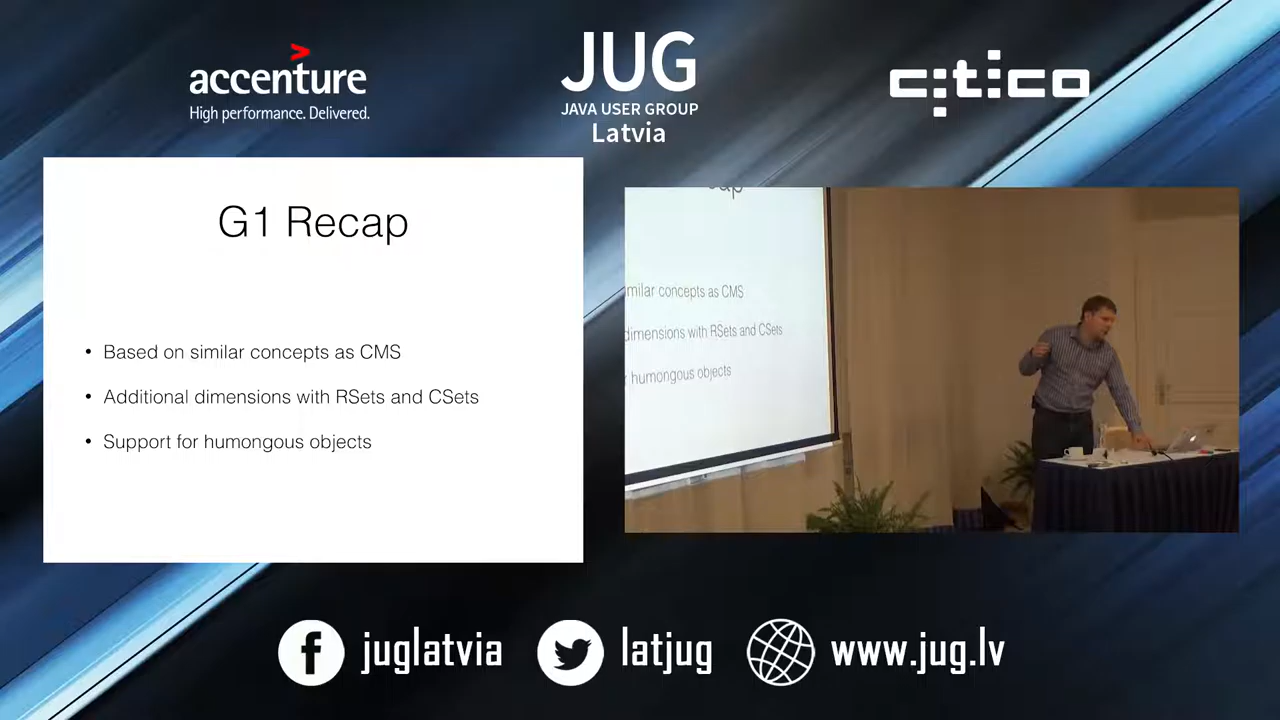 accenture
High performance. Delivered.
JUG
JAVA USER GROUP
Latvia
citico
G1 Recap
• Based on similar concepts as CMS
• Additional dimensions with RSets and CSets
• Support for humongous objects
milar concepts as CMS
dimensions with RSets and CSets
humongous objects
juglatvia
latjug
www.jug.lv